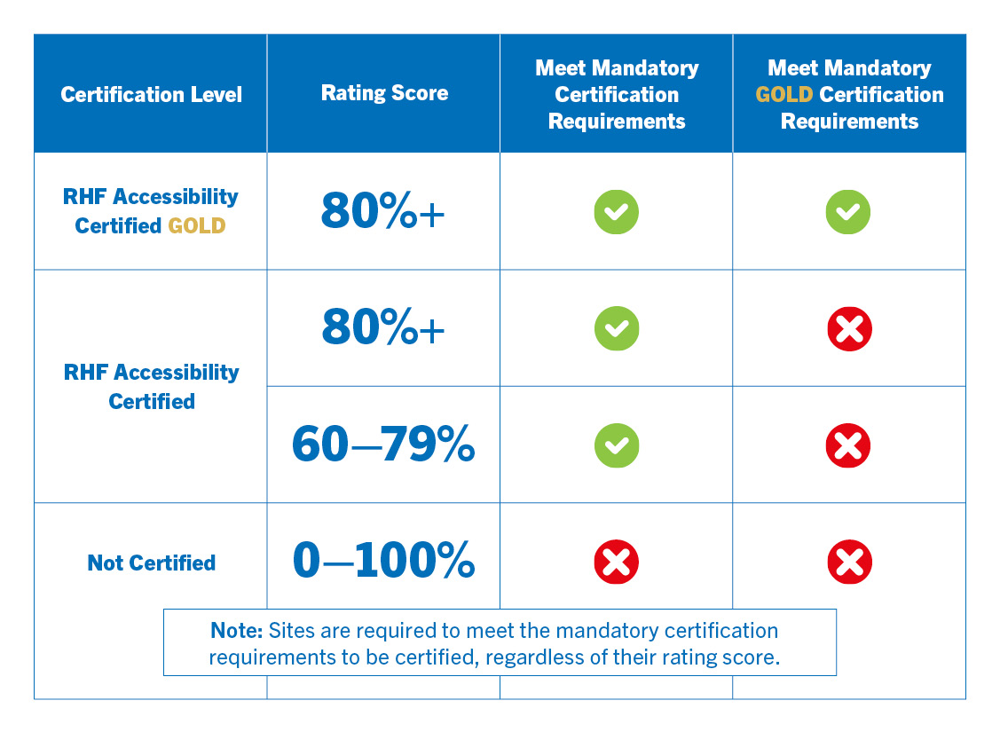 Certification Level
Rating Score
Meet Mandatory
Certification
Requirements
Meet Mandatory
GOLD Certification
Requirements
RHF Accessibility
Certified GOLD
80%+
RHF Accessibility
Certified
80%+
60—79%
Not Certified
0—100%
Note: Sites are required to meet the mandatory certification
requirements to be certified, regardless of their rating score.